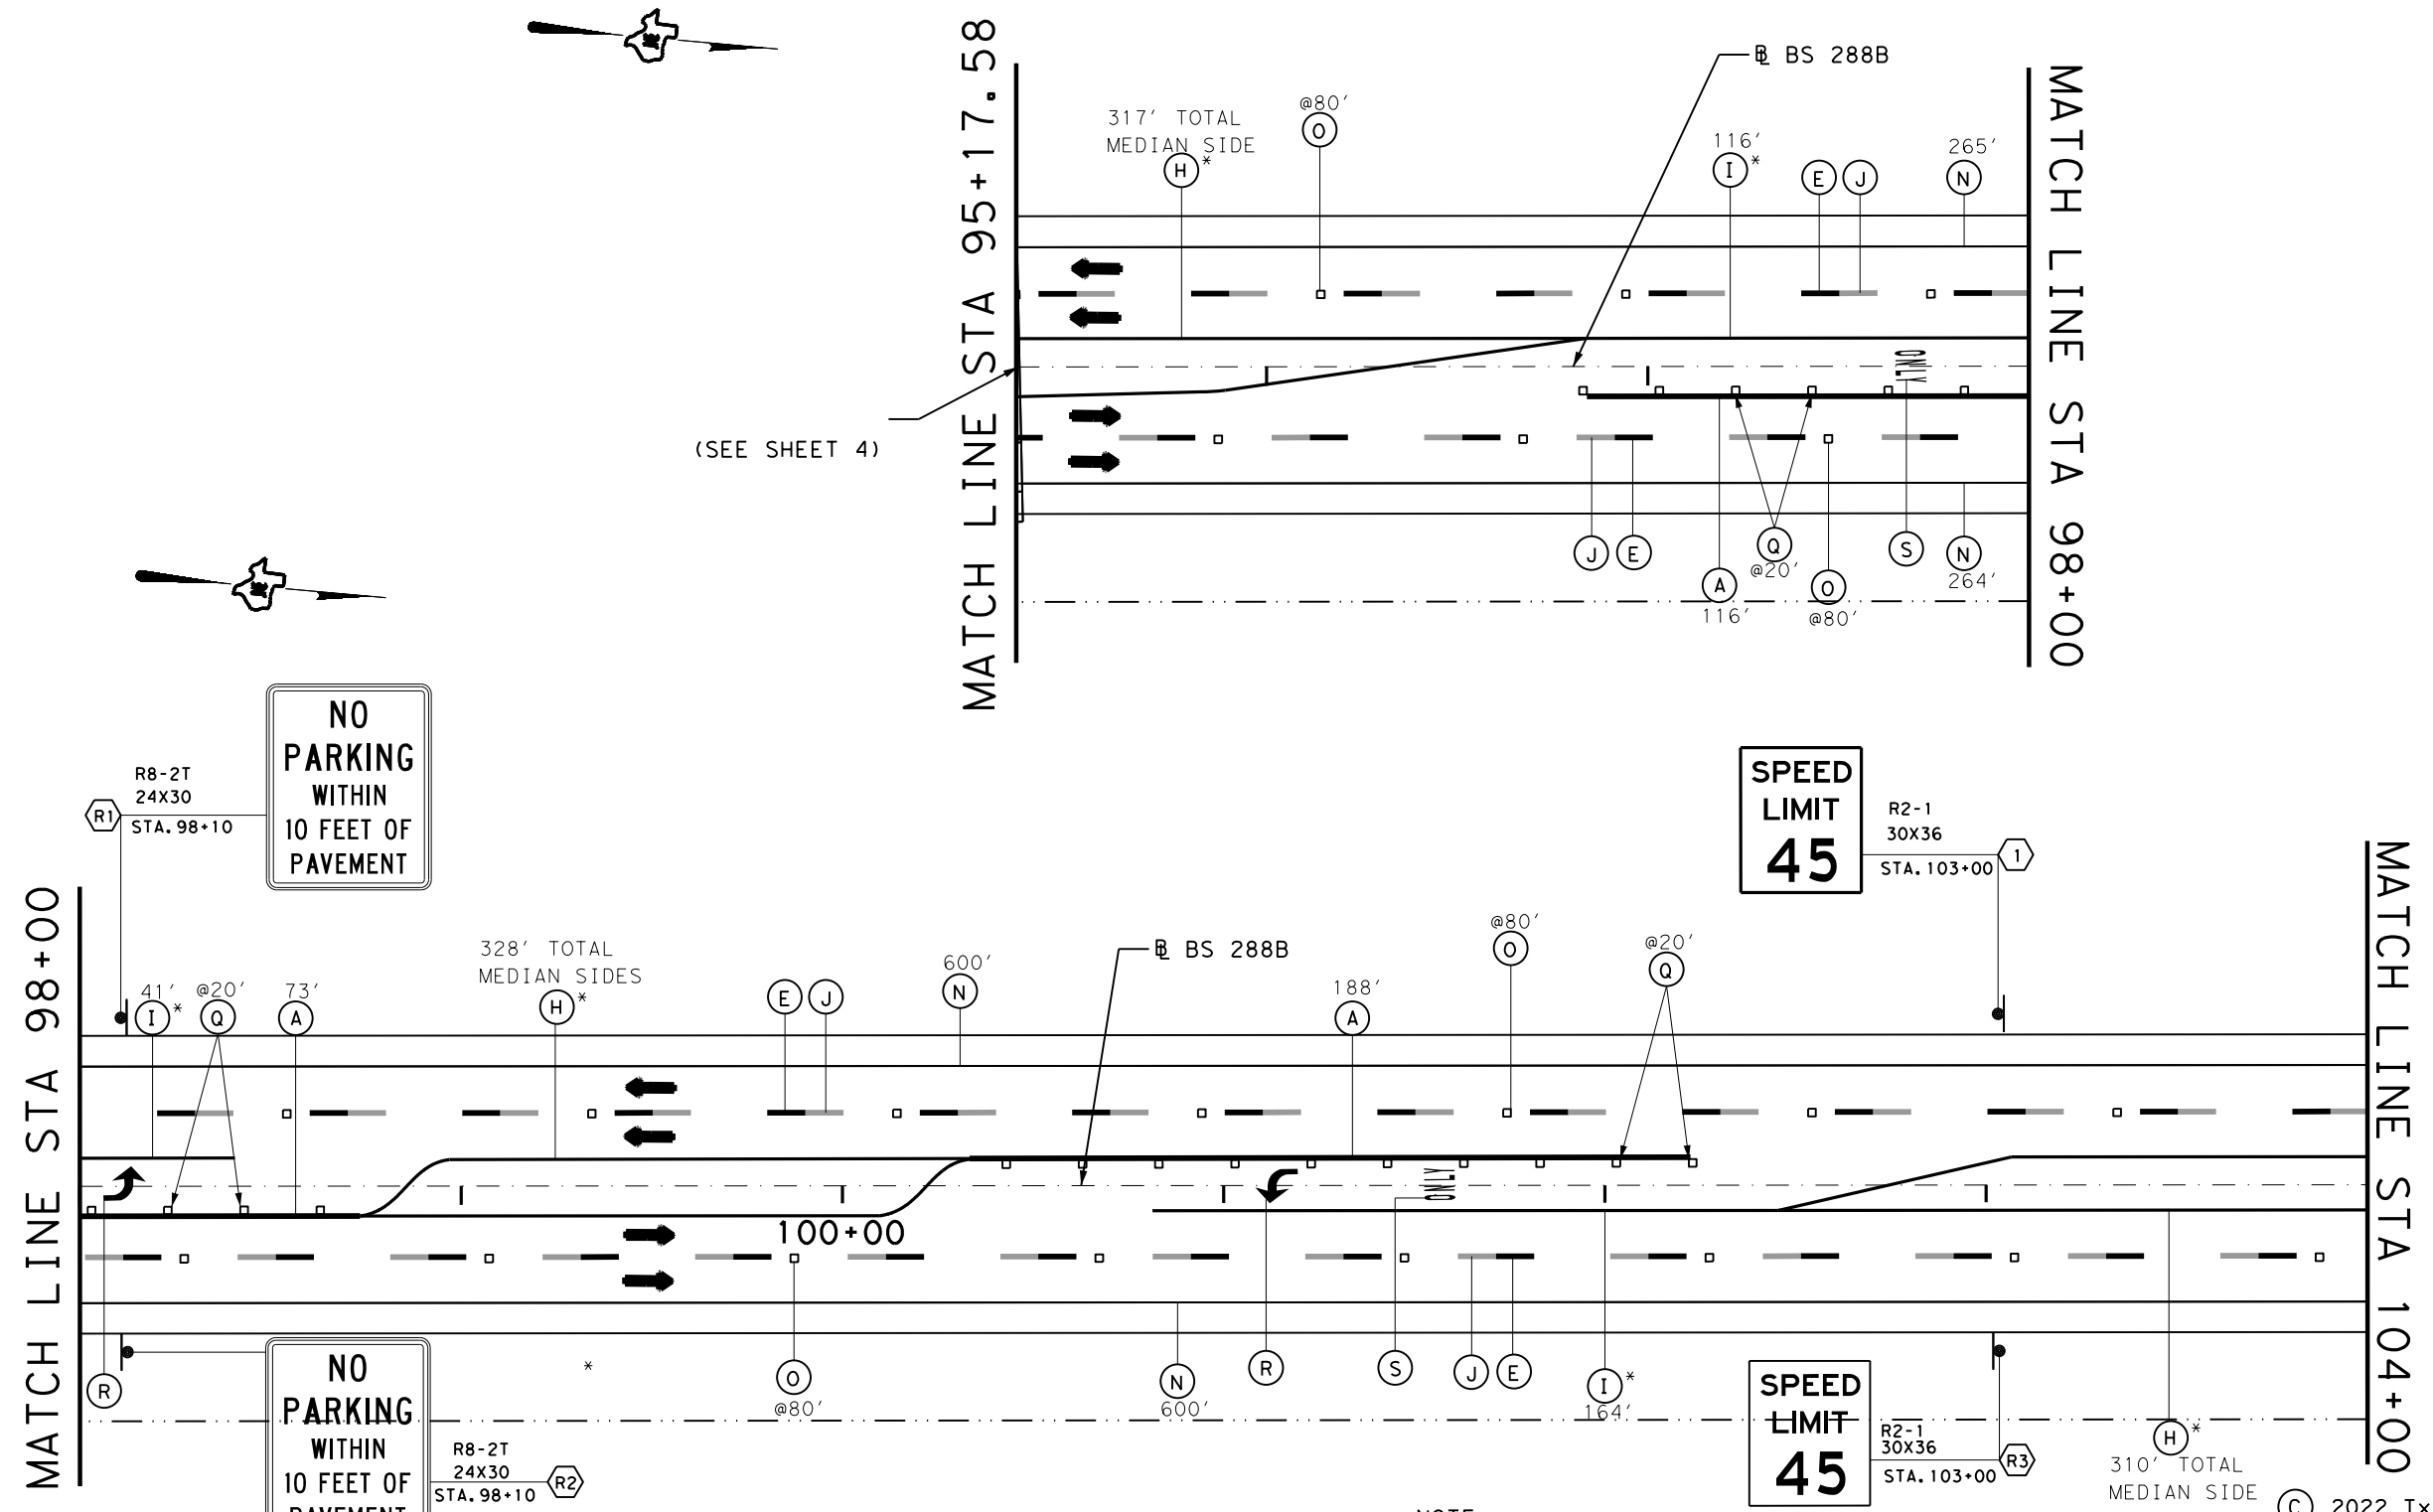 MATCH LINE STA 95+17.58
317' TOTAL
MEDIAN SIDE
H *
@80'
O
BS 288B
116'
I *
E J
265'
N
MATCH LINE STA 98+00
ONLY
(SEE SHEET 4)
J E
A
116'
Q
@20'
O
@80'
S
N
264'
NO
PARKING
WITHIN
10 FEET OF
PAVEMENT
R8-2T
24X30
R1
STA. 98+10
SPEED
LIMIT
45
R2-1
30X36
STA. 103+00
1
MATCH LINE STA 98+00
41'
I *
@20'
Q
73'
A
328' TOTAL
MEDIAN SIDES
H *
E J
600'
N
BS 288B
188'
A
@80'
O
@20'
Q
MATCH LINE STA 104+00
ONLY
100+00
R
NO
PARKING
WITHIN
10 FEET OF
PAVEMENT
R8-2T
24X30
STA. 98+10
R2
*
O
@80'
N
600'
R
S
J E
I *
164'
SPEED
LIMIT
45
R2-1
30X36
STA. 103+00
R3
H *
310' TOTAL
MEDIAN SIDE
NOTE
C 2022 Tx